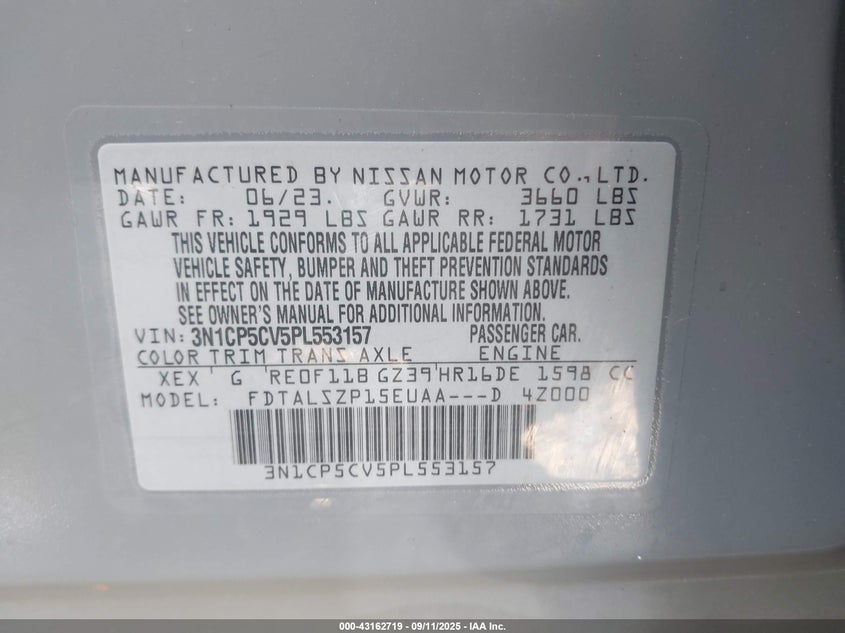 MANUFACTURED BY NISSAN MOTOR CO.,LTD.
DATE: 06/23. GVWR: 3660 LBS
GAWR FR: 1929 LBS GAWR RR: 1731 LBS
THIS VEHICLE CONFORMS TO ALL APPLICABLE FEDERAL MOTOR
VEHICLE SAFETY, BUMPER AND THEFT PREVENTION STANDARDS
IN EFFECT ON THE DATE OF MANUFACTURE SHOWN ABOVE.
SEE OWNER'S MANUAL FOR ADDITIONAL INFORMATION.
VIN: 3N1CP5CV5PL553157 PASSENGER CAR.
COLOR TRIM TRANS AXLE ENGINE
XEX G RE0F11B GZ39 HR16DE 1598 CC
MODEL: FDTALSZP15EUAA---D 4Z000
3N1CP5CV5PL553157
000-43162719 - 09/11/2025 - IAA Inc.